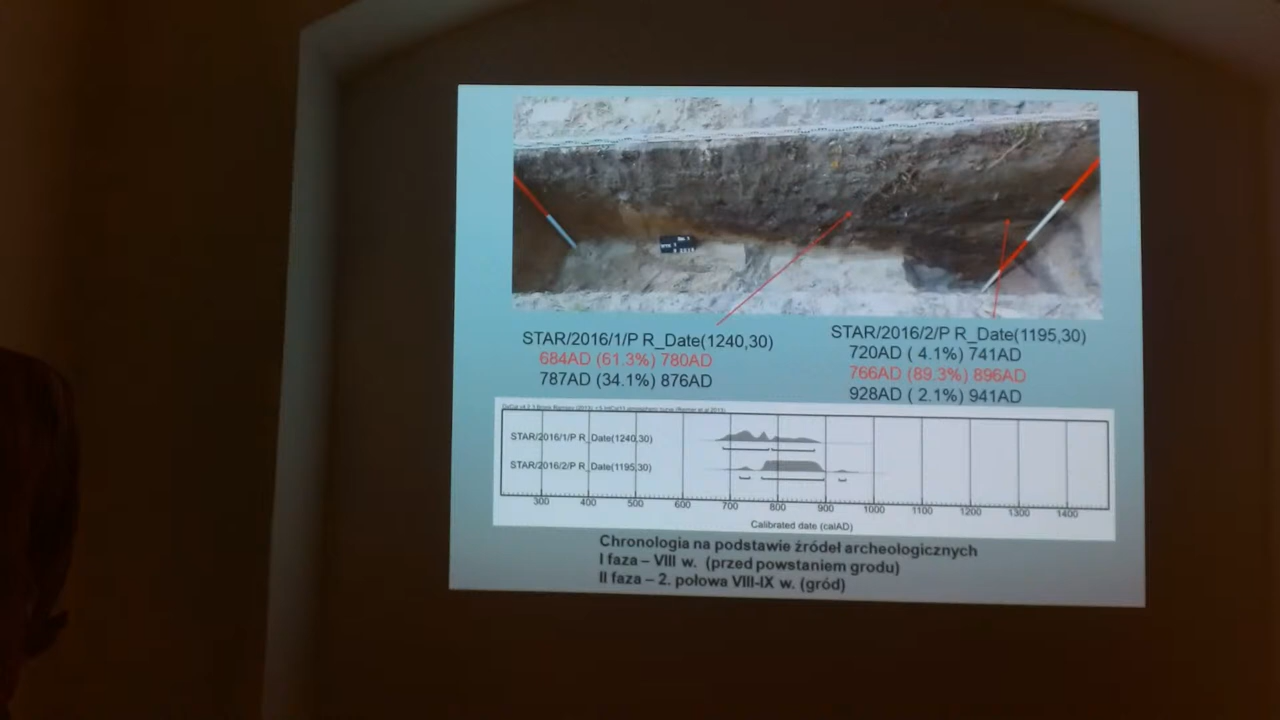 STAR/2016/1/P R_Date(1240,30)
684AD (61.3%) 780AD
787AD (34.1%) 876AD
STAR/2016/2/P R_Date(1195,30)
720AD ( 4.1%) 741AD
766AD (89.3%) 896AD
928AD ( 2.1%) 941AD
STAR/2016/1/P R_Date(1240,30)
STAR/2016/2/P R_Date(1195,30)
300 400 500 600 700 800 900 1000 1100 1200 1300 1400
Calibrated date (calAD)
Chronologia na podstawie źródeł archeologicznych
I faza – VIII w. (przed powstaniem grodu)
II faza – 2. połowa VIII-IX w. (gród)